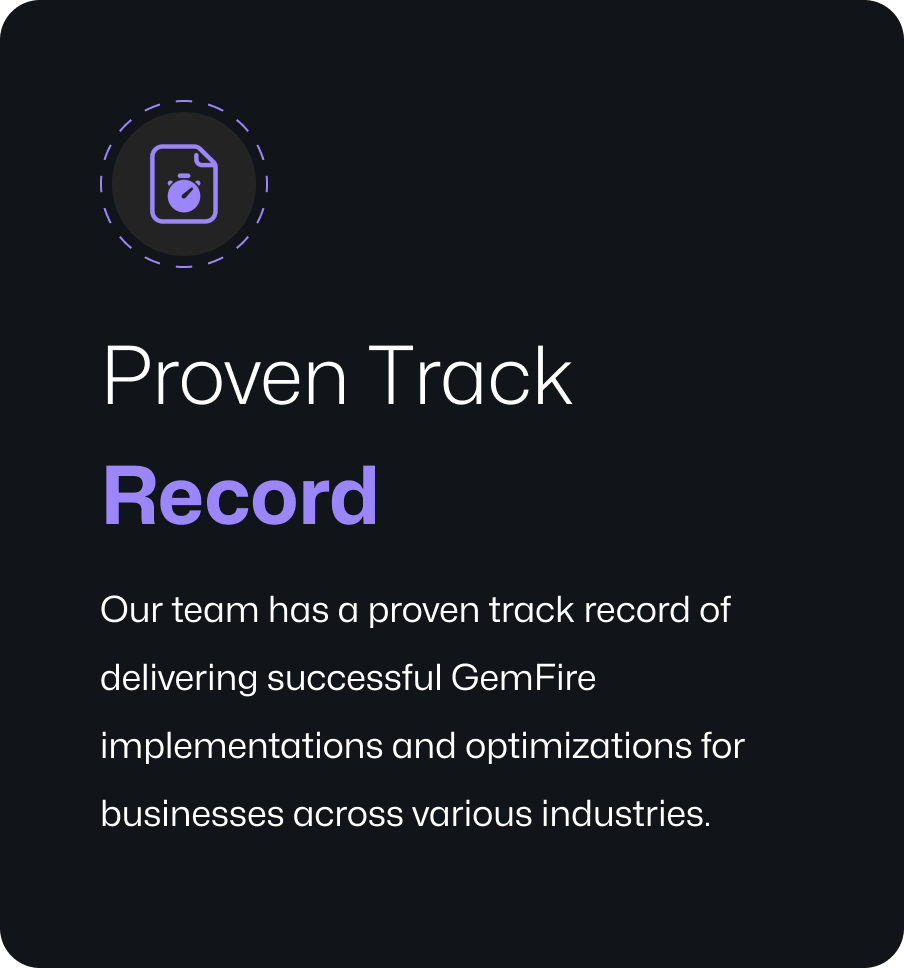 Proven Track
Record
Our team has a proven track record of
delivering successful GemFire
implementations and optimizations for
businesses across various industries.